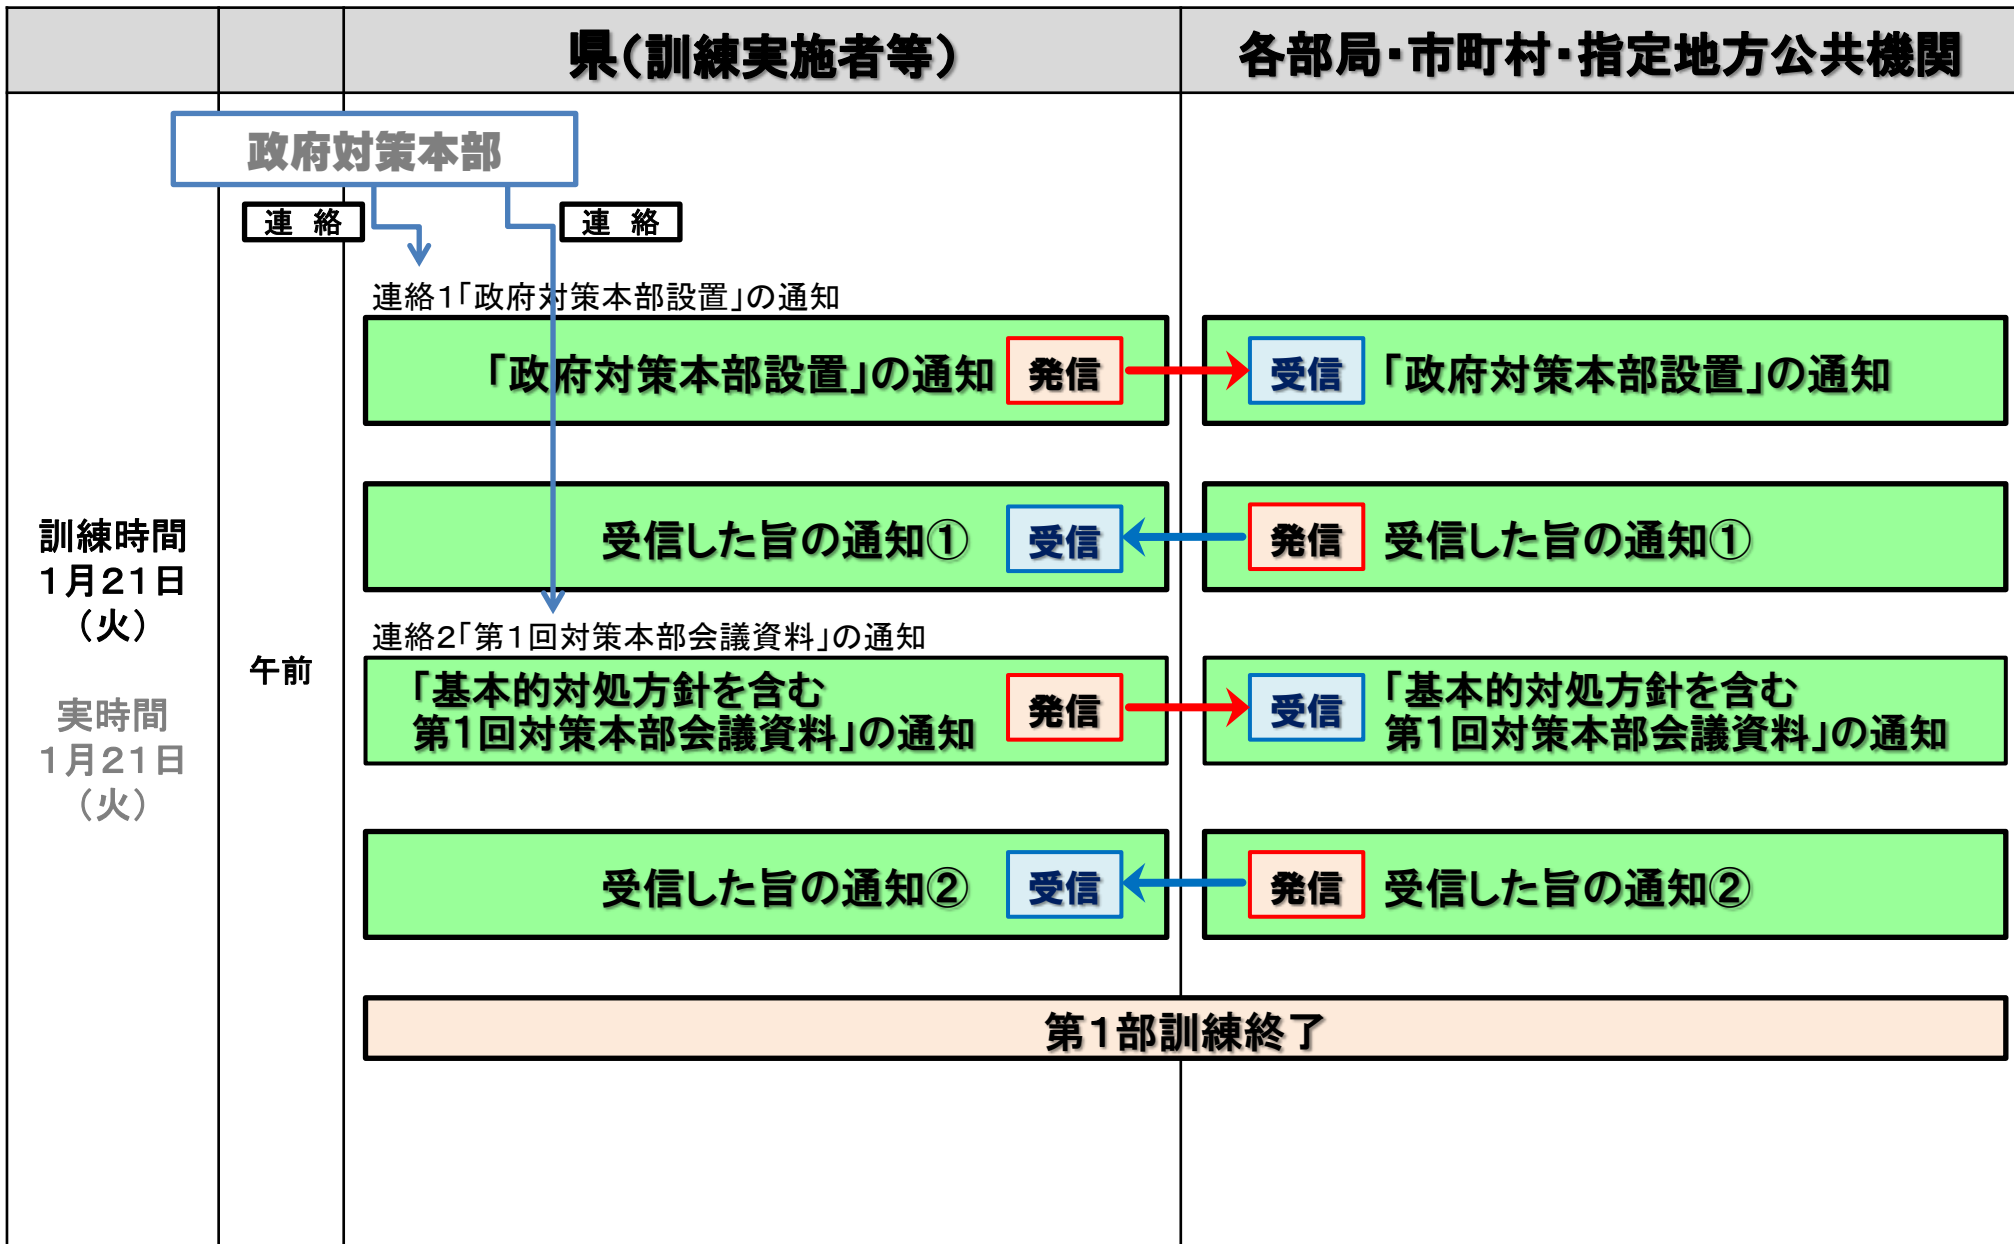 県(訓練実施者等)
各部局・市町村・指定地方公共機関
政府対策本部
連 絡
連 絡
連絡1「政府対策本部設置」の通知
「政府対策本部設置」の通知
発信
受信
「政府対策本部設置」の通知
受信した旨の通知①
受信
発信
受信した旨の通知①
訓練時間
1月21日
(火)
実時間
1月21日
(火)
午前
連絡2「第1回対策本部会議資料」の通知
「基本的対処方針を含む
第1回対策本部会議資料」の通知
発信
受信
「基本的対処方針を含む
第1回対策本部会議資料」の通知
受信した旨の通知②
受信
発信
受信した旨の通知②
第1部訓練終了